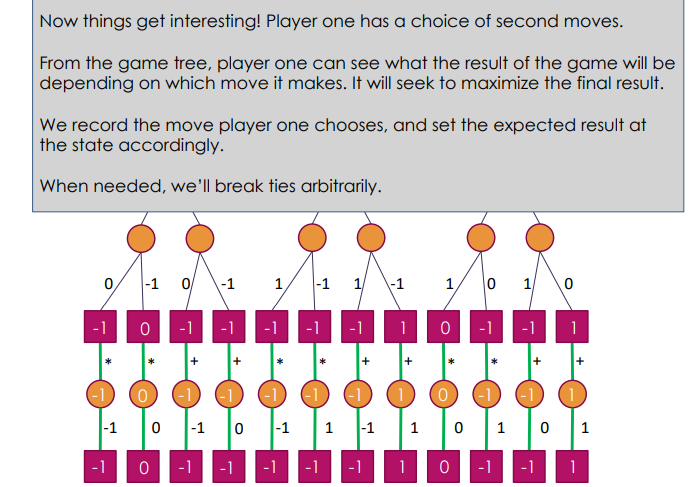 Now things get interesting! Player one has a choice of second moves.
From the game tree, player one can see what the result of the game will be
depending on which move it makes. It will seek to maximize the final result.
We record the move player one chooses, and set the expected result at
the state accordingly.
When needed, we'll break ties arbitrarily.
0 -1 0 -1 1 -1 1 -1 1 0 1 0
-1 0 -1 -1 -1 -1 -1 1 0 -1 -1 1
* * + + * * + + * * + +
-1 0 -1 -1 -1 -1 -1 1 0 -1 -1 1
-1 0 -1 0 -1 1 -1 1 0 1 0 1
-1 0 -1 -1 -1 -1 -1 1 0 -1 -1 1